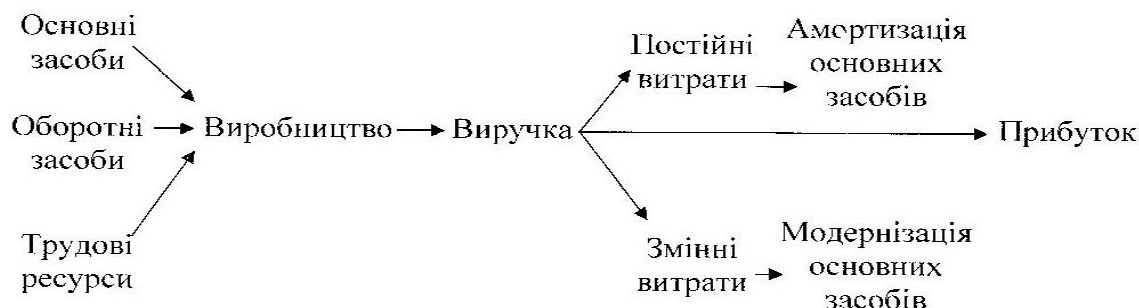 Основні
засоби
Оборотні
засоби
Трудові
ресурси
Виробництво
Виручка
Постійні
витрати
Амортизація
основних
засобів
Прибуток
Змінні
витрати
Модернізація
основних
засобів